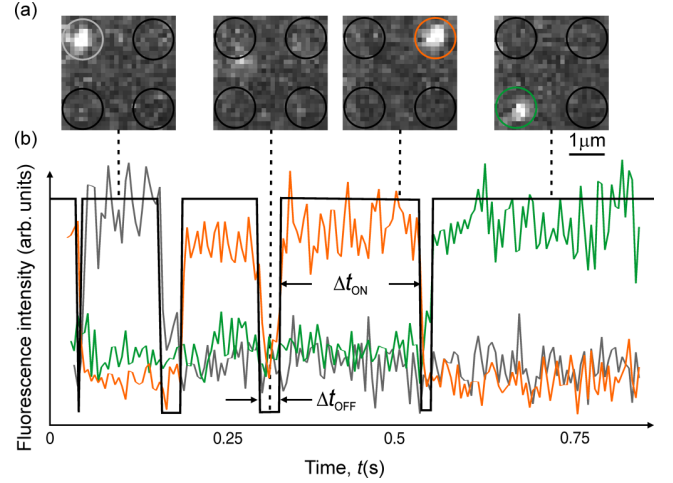 (a)
(b)
1μm
Fluorescence intensity (arb. units)
Δt_ON
Δt_OFF
0
0.25
0.5
0.75
Time, t(s)